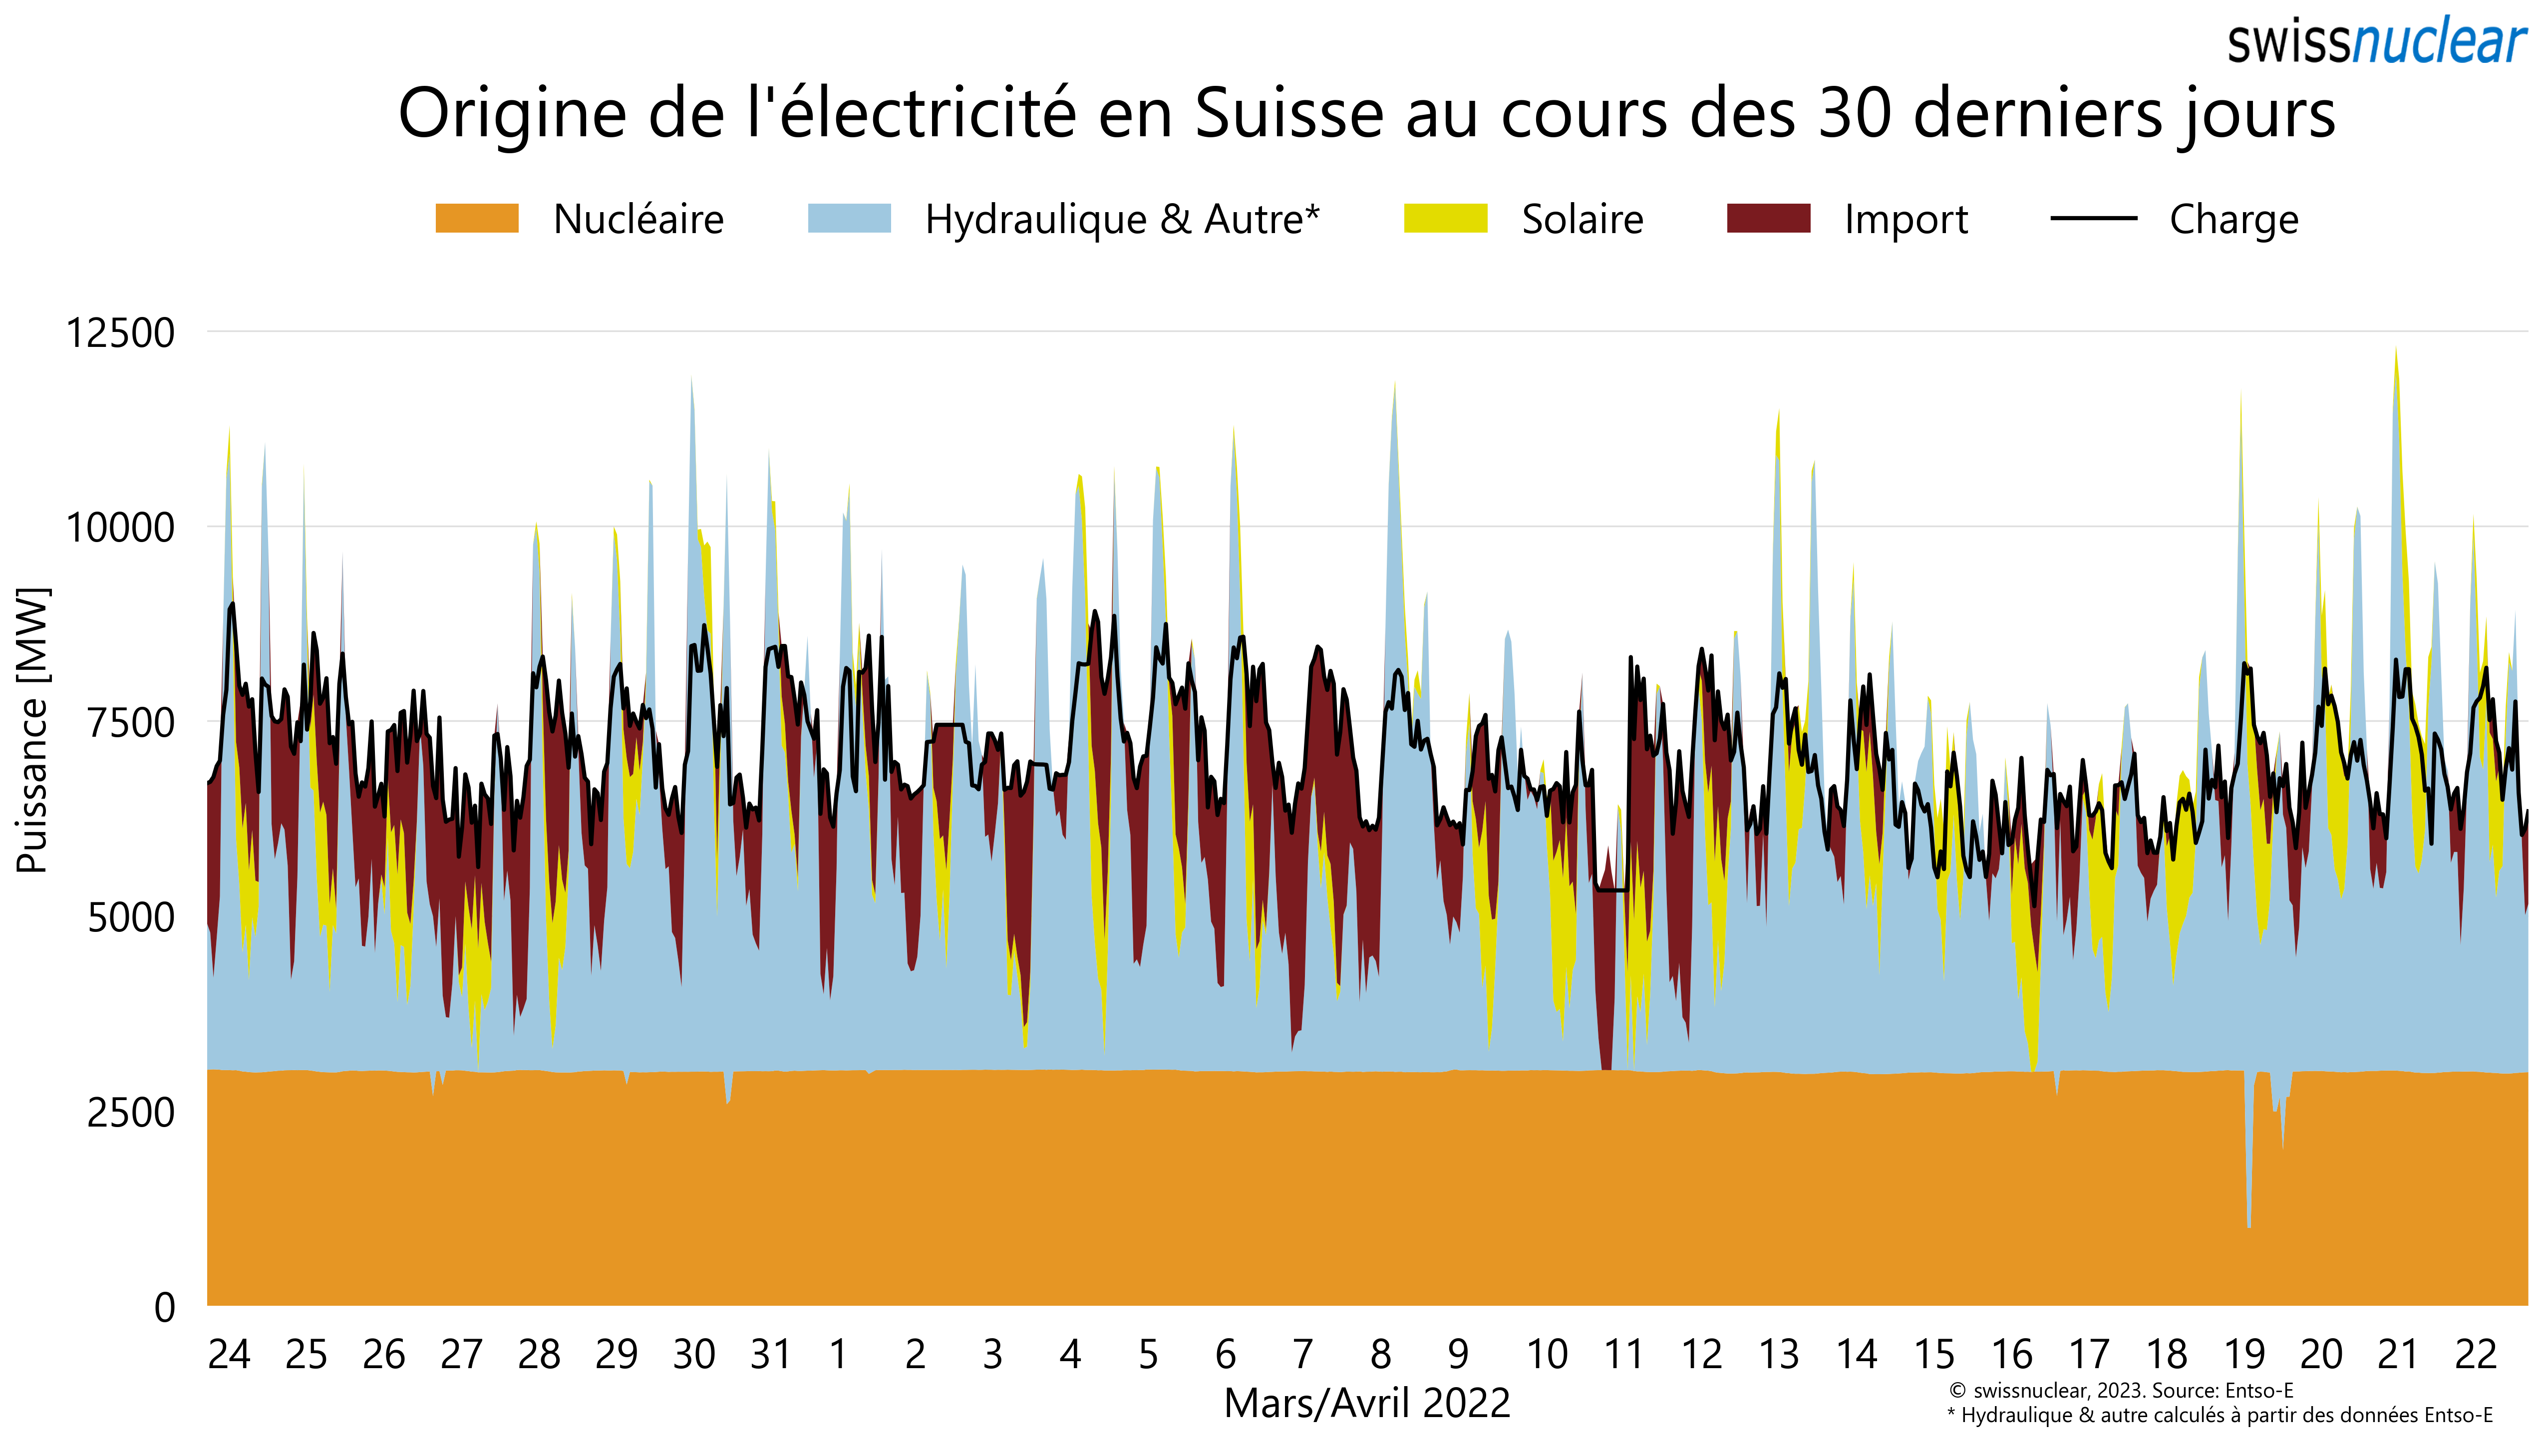 swissnuclear
Origine de l'électricité en Suisse au cours des 30 derniers jours
Nucléaire Hydraulique & Autre* Solaire Import Charge
12500
10000
7500
5000
2500
0
Puissance [MW]
24 25 26 27 28 29 30 31 1 2 3 4 5 6 7 8 9 10 11 12 13 14 15 16 17 18 19 20 21 22
Mars/Avril 2022
© swissnuclear, 2023. Source: Entso-E
* Hydraulique & autre calculés à partir des données Entso-E